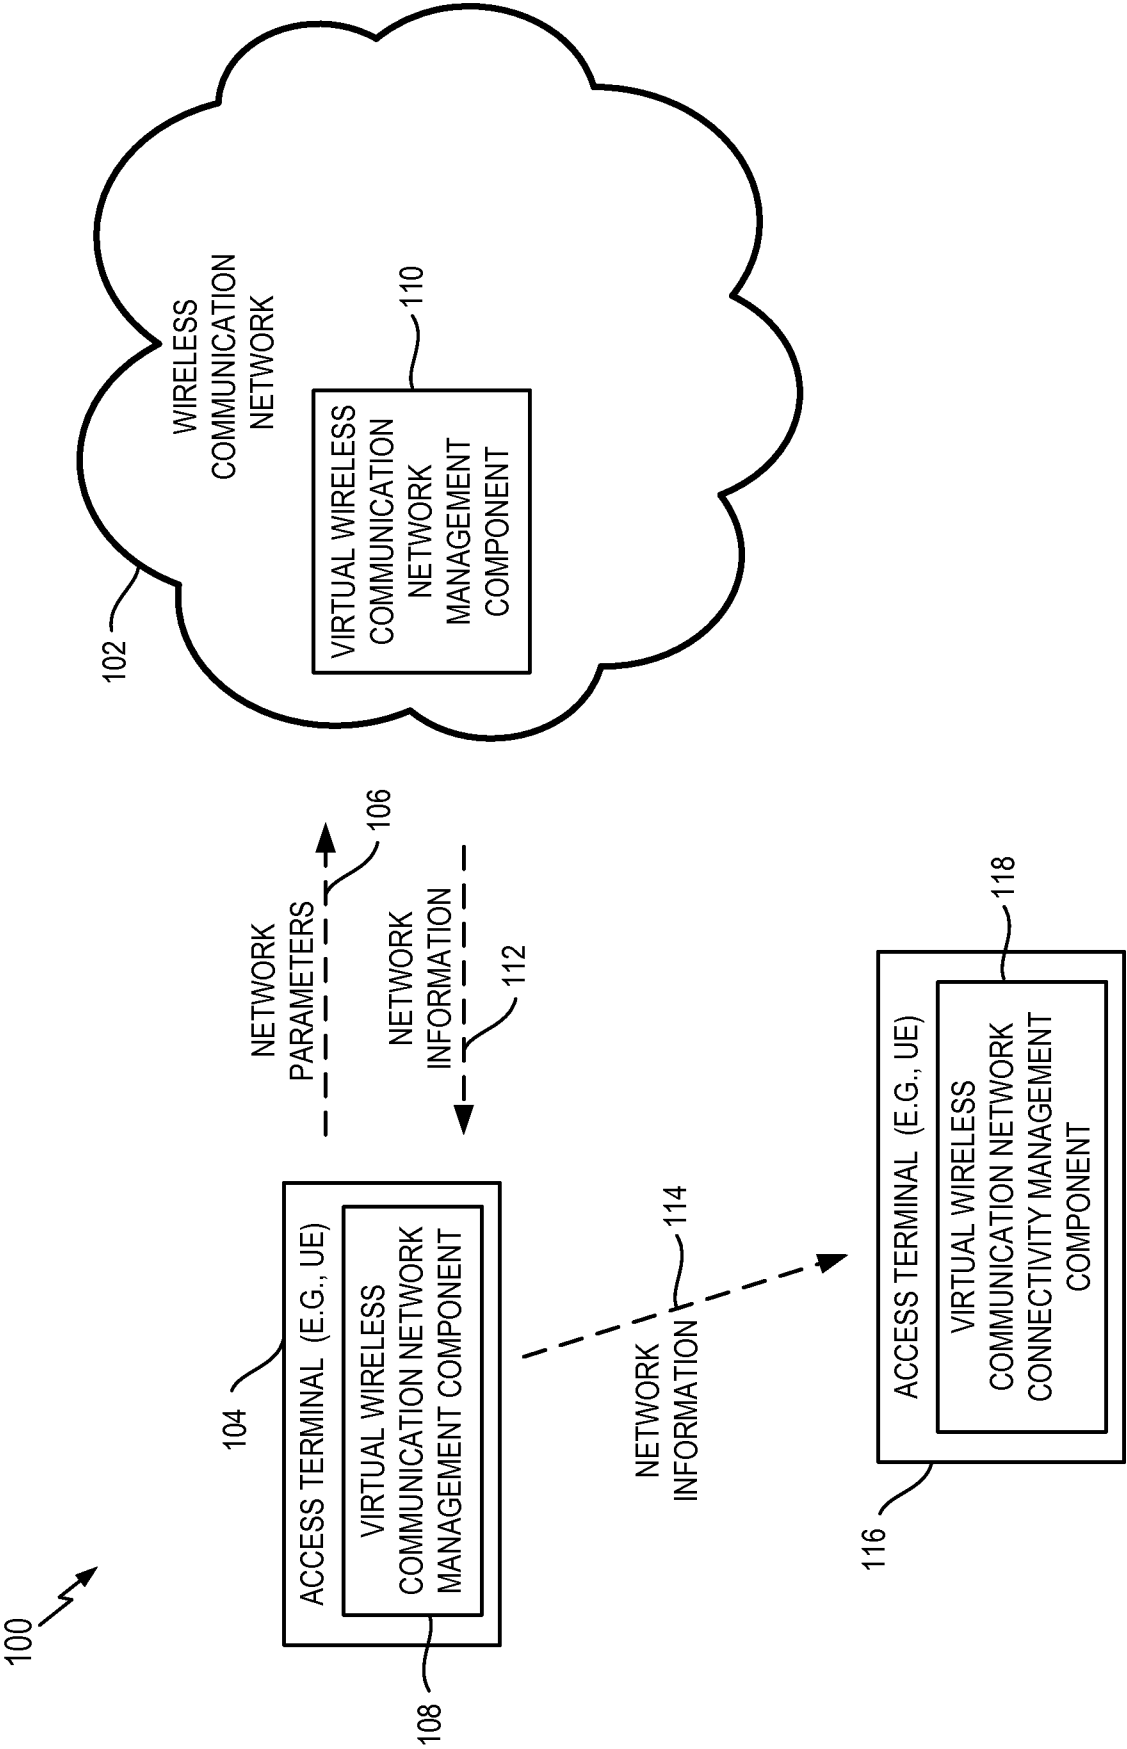 100
102
WIRELESS
COMMUNICATION
NETWORK
110
VIRTUAL WIRELESS
COMMUNICATION
NETWORK
MANAGEMENT
COMPONENT
NETWORK
PARAMETERS
106
NETWORK
INFORMATION
112
104
ACCESS TERMINAL (E.G., UE)
VIRTUAL WIRELESS
COMMUNICATION NETWORK
MANAGEMENT COMPONENT
108
NETWORK
INFORMATION
114
116
ACCESS TERMINAL (E.G., UE)
118
VIRTUAL WIRELESS
COMMUNICATION NETWORK
CONNECTIVITY MANAGEMENT
COMPONENT